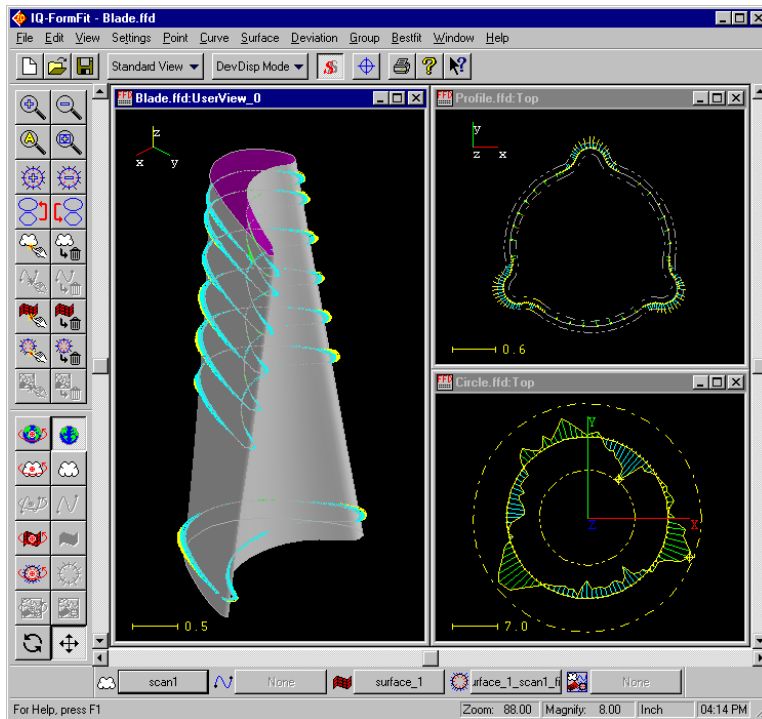 IQ-FormFit - Blade.ffd
File Edit View Settings Point Curve Surface Deviation Group Bestfit Window Help
Standard View DevDisp Mode
Blade.ffd:UserView_0
z
x y
0.5
Profile.ffd:Top
y
z x
0.6
Circle.ffd:Top
Y
Z X
7.0
scan1 None surface_1 urface_1_scan1_fi None
For Help, press F1 Zoom: 88.00 Magnify: 8.00 Inch 04:14 PM